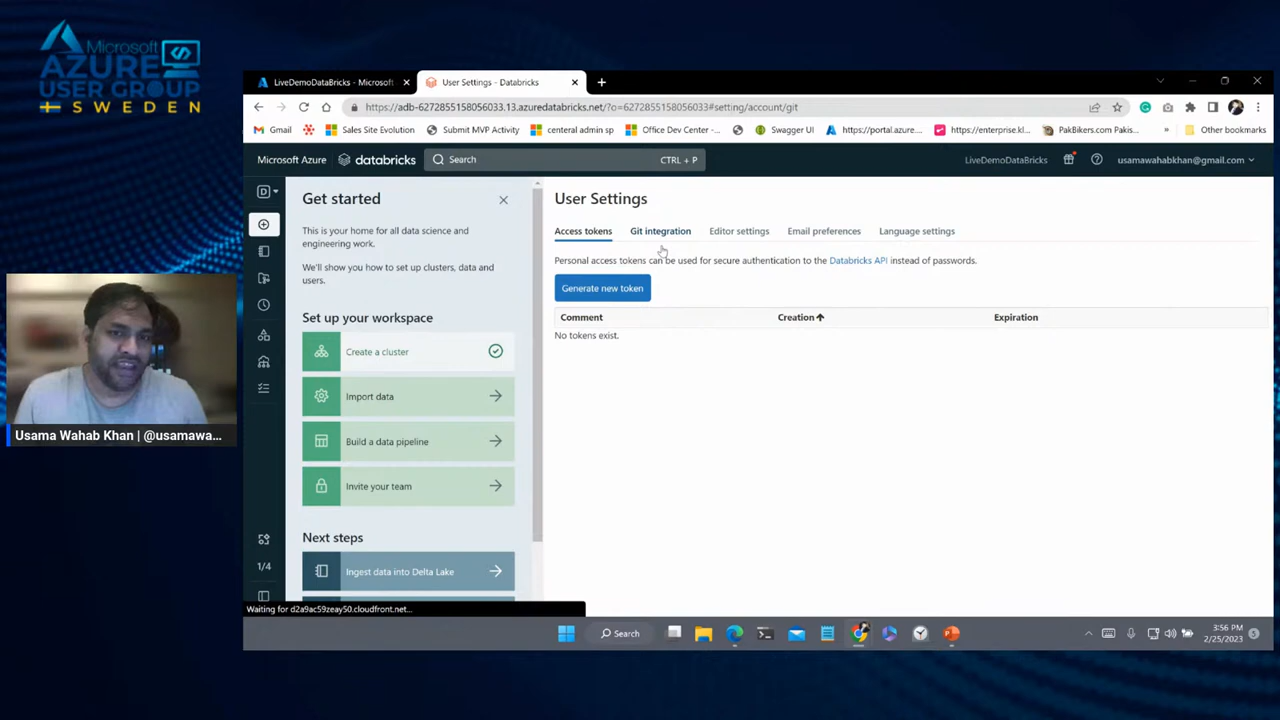 Microsoft
AZURE
USER GROUP
SWEDEN
LiveDemoDataBricks - Microsoft
User Settings - Databricks
https://adb-6272855158056033.13.azuredatabricks.net/?o=6272855158056033#setting/account/git
Gmail
Sales Site Evolution
Submit MVP Activity
centeral admin sp
Office Dev Center -...
Swagger UI
https://portal.azure...
https://enterprise.kl...
PakBikers.com Pakis...
»
Other bookmarks
Microsoft Azure
databricks
Search
CTRL + P
LiveDemoDataBricks
usamawahabkhan@gmail.com
D
Get started
This is your home for all data science and
engineering work.
We'll show you how to set up clusters, data and
users.
Set up your workspace
Create a cluster
Import data
Build a data pipeline
Invite your team
Next steps
Ingest data into Delta Lake
1/4
User Settings
Access tokens
Git integration
Editor settings
Email preferences
Language settings
Personal access tokens can be used for secure authentication to the Databricks API instead of passwords.
Generate new token
Comment
Creation
Expiration
No tokens exist.
Usama Wahab Khan | @usamawa...
Waiting for d2a9ac59zeay50.cloudfront.net...
Search
3:56 PM
2/25/2023
5